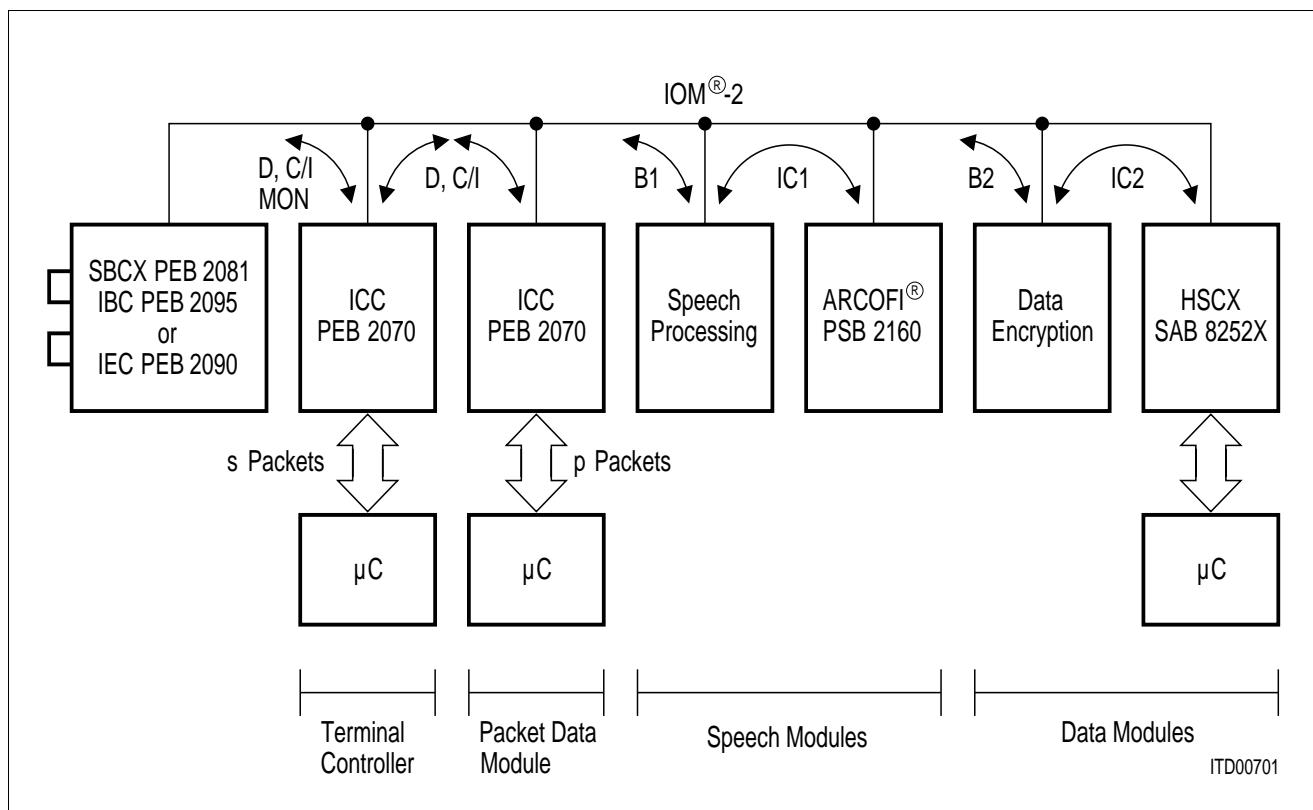 IOM®-2
D, C/I
MON
D, C/I
B1
IC1
B2
IC2
SBCX PEB 2081
IBC PEB 2095
or
IEC PEB 2090
ICC
PEB 2070
ICC
PEB 2070
Speech
Processing
ARCOFI®
PSB 2160
Data
Encryption
HSCX
SAB 8252X
s Packets
p Packets
µC
µC
µC
Terminal
Controller
Packet Data
Module
Speech Modules
Data Modules
ITD00701